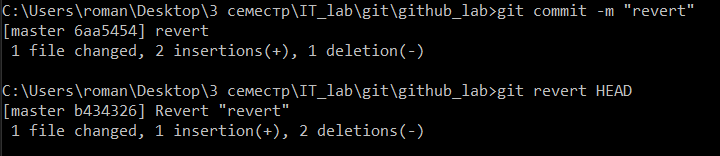 C:\Users\roman\Desktop\3 семестр\IT_lab\git\github_lab>git commit -m "revert"
[master 6aa5454] revert
 1 file changed, 2 insertions(+), 1 deletion(-)
C:\Users\roman\Desktop\3 семестр\IT_lab\git\github_lab>git revert HEAD
[master b434326] Revert "revert"
 1 file changed, 1 insertion(+), 2 deletions(-)